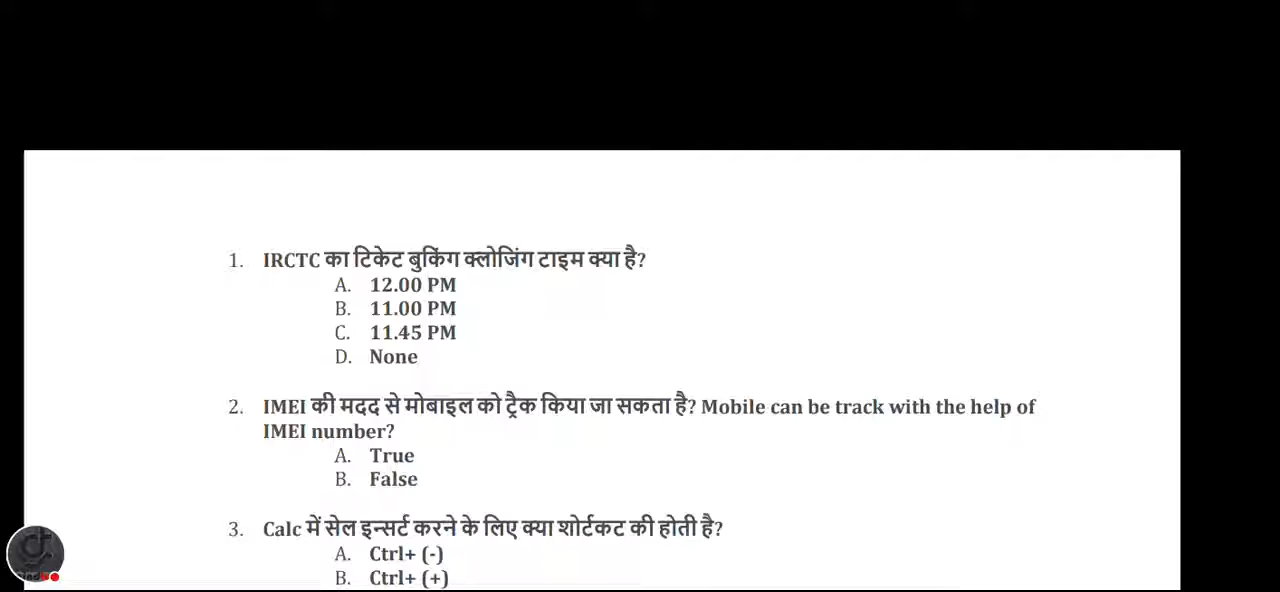 1. IRCTC का टिकेट बुकिंग क्लोजिंग टाइम क्या है?
A. 12.00 PM
B. 11.00 PM
C. 11.45 PM
D. None
2. IMEI की मदद से मोबाइल को ट्रैक किया जा सकता है? Mobile can be track with the help of
IMEI number?
A. True
B. False
3. Calc में सेल इन्सर्ट करने के लिए क्या शोर्टकट की होती है?
A. Ctrl+ (-)
B. Ctrl+ (+)